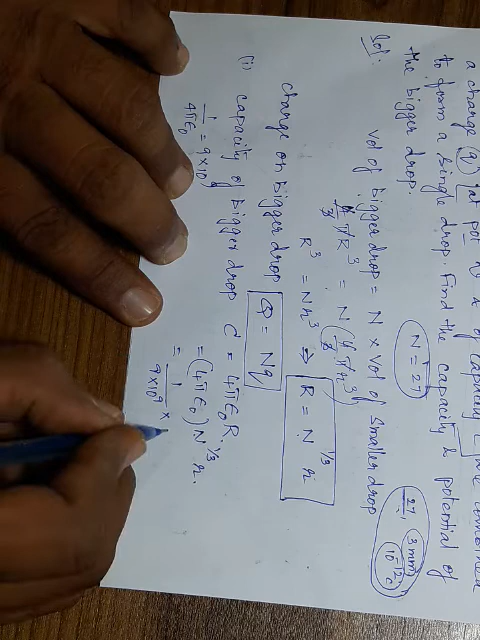 a charge (q) at pot v & of capacity
to form a single drop. Find the capacity & potential of
the bigger drop.
N = 27
27, 3mm
10⁻¹²C
Sol.
vol of bigger drop = N × vol of smaller drop
4/3 πR³ = N (4/3 πr³)
R³ = Nr³ ⇒ R = N^1/3 r
charge on bigger drop Q = Nq
(i) capacity of bigger drop C = 4πε₀R.
= (4πε₀) N^1/3 r.
1/4πε₀ = 9×10⁹
= 1/9×10⁹ ×